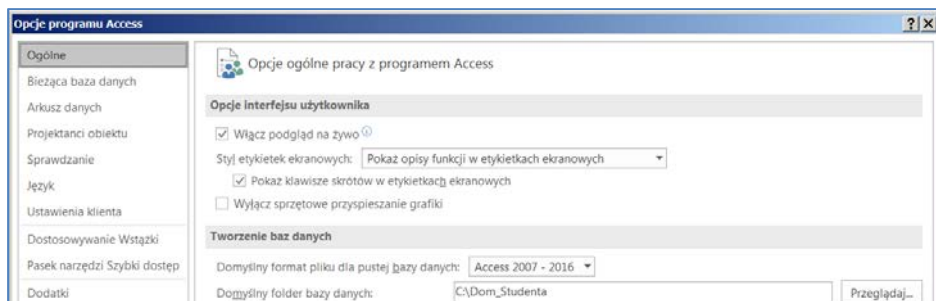 Opcje programu Access
Ogólne
Bieżąca baza danych
Arkusz danych
Projektanci obiektu
Sprawdzanie
Język
Ustawienia klienta
Dostosowywanie Wstążki
Pasek narzędzi Szybki dostęp
Dodatki
Opcje ogólne pracy z programem Access
Opcje interfejsu użytkownika
Włącz podgląd na żywo
Styl etykietek ekranowych: Pokaż opisy funkcji w etykietkach ekranowych
Pokaż klawisze skrótów w etykietkach ekranowych
Wyłącz sprzętowe przyspieszanie grafiki
Tworzenie baz danych
Domyślny format pliku dla pustej bazy danych: Access 2007 - 2016
Domyślny folder bazy danych: C:\Dom_Studenta Przeglądaj...